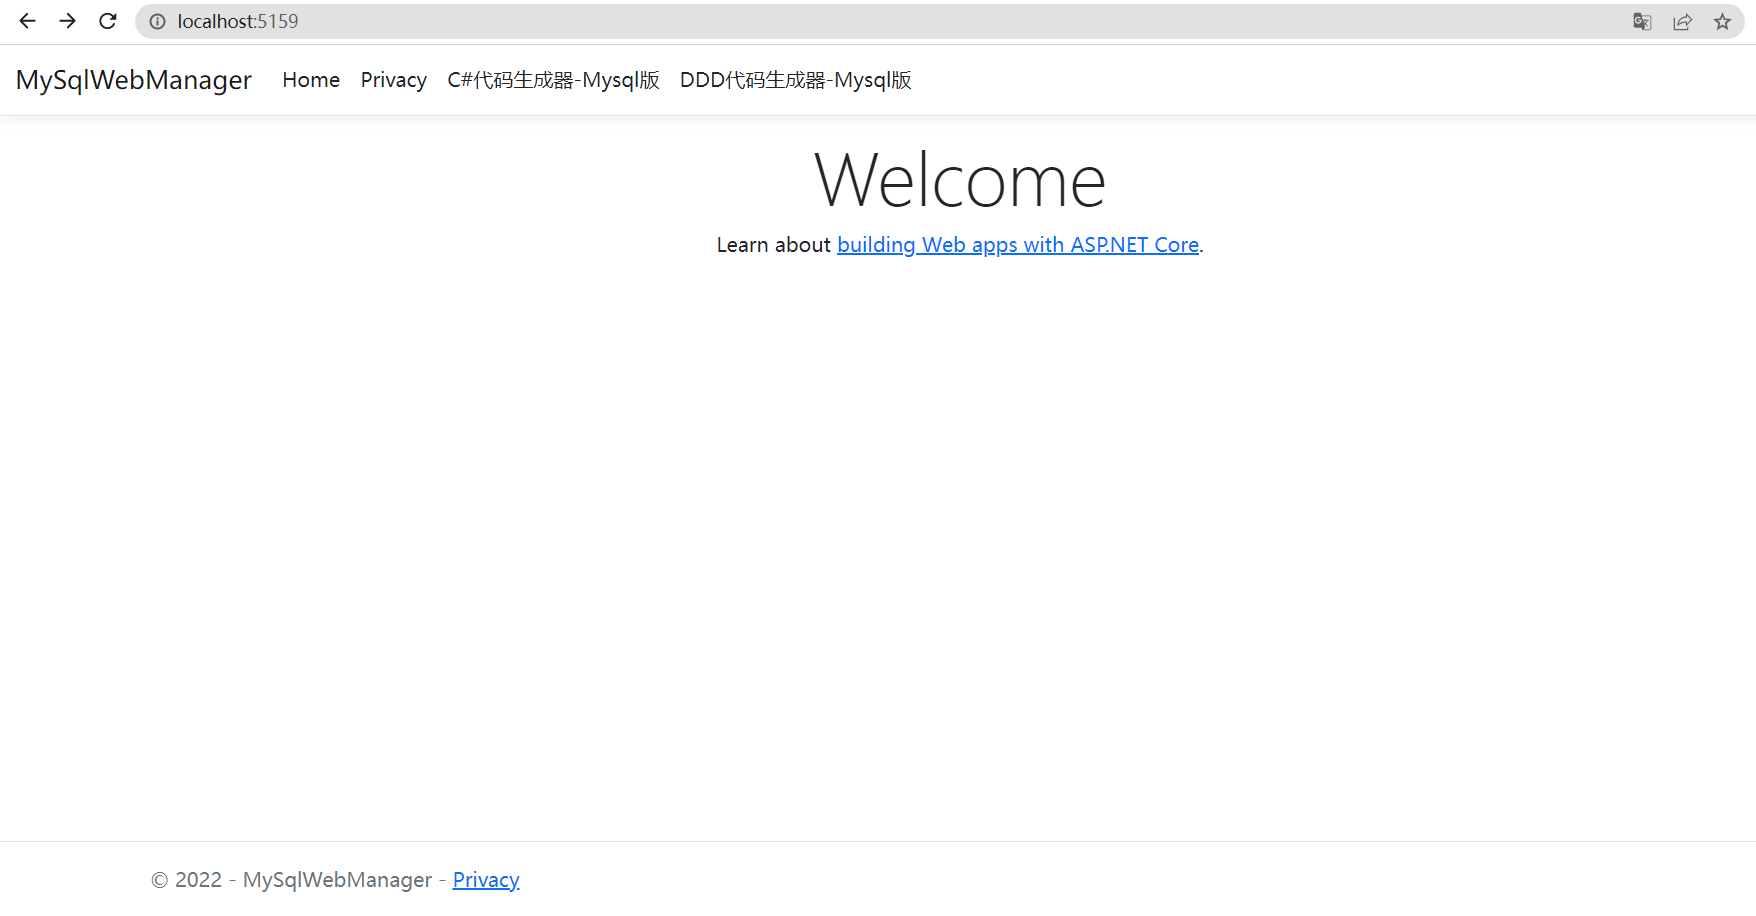 localhost:5159
MySqlWebManager Home Privacy C#代码生成器-Mysql版 DDD代码生成器-Mysql版
Welcome
Learn about building Web apps with ASP.NET Core.
© 2022 - MySqlWebManager - Privacy